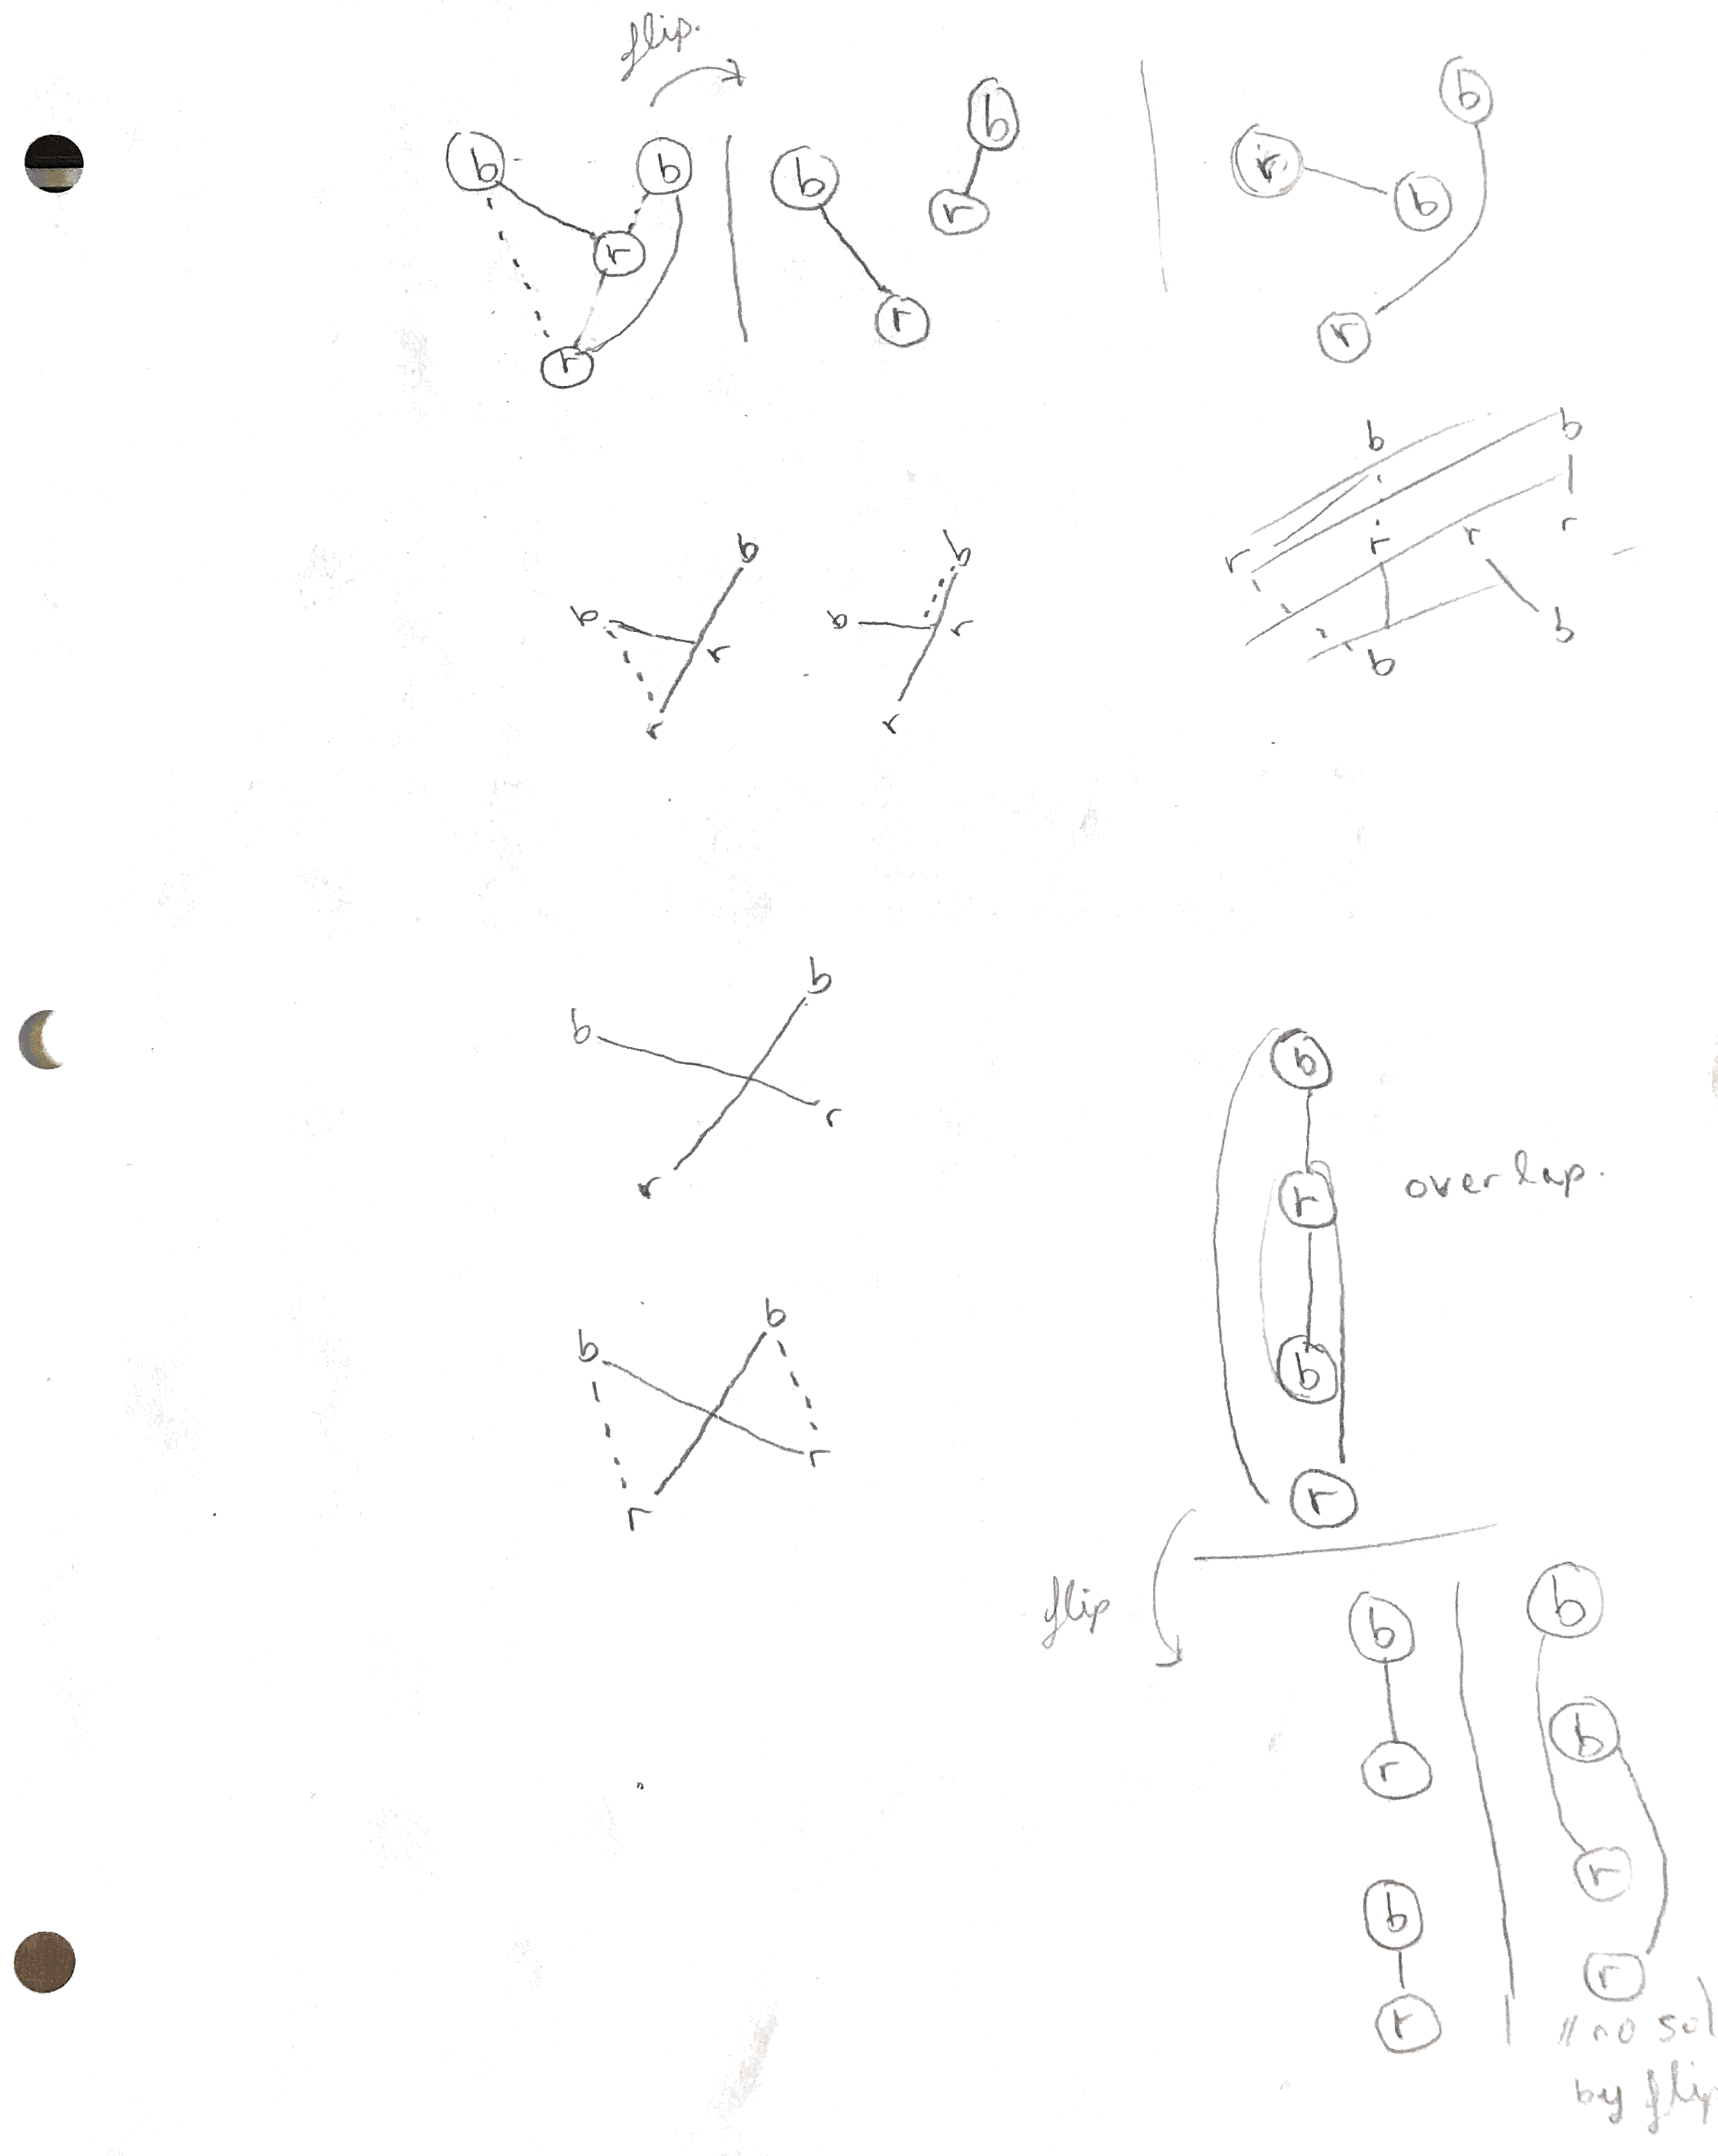 flip.
b b b b b
r r r b
r r r
b b
b b r r r r
b b r r b
r r b
b
b r
r
b
r overlap.
b b
b r
r r
flip
b b
b
r
r
b
r
r
// no sol
by flip